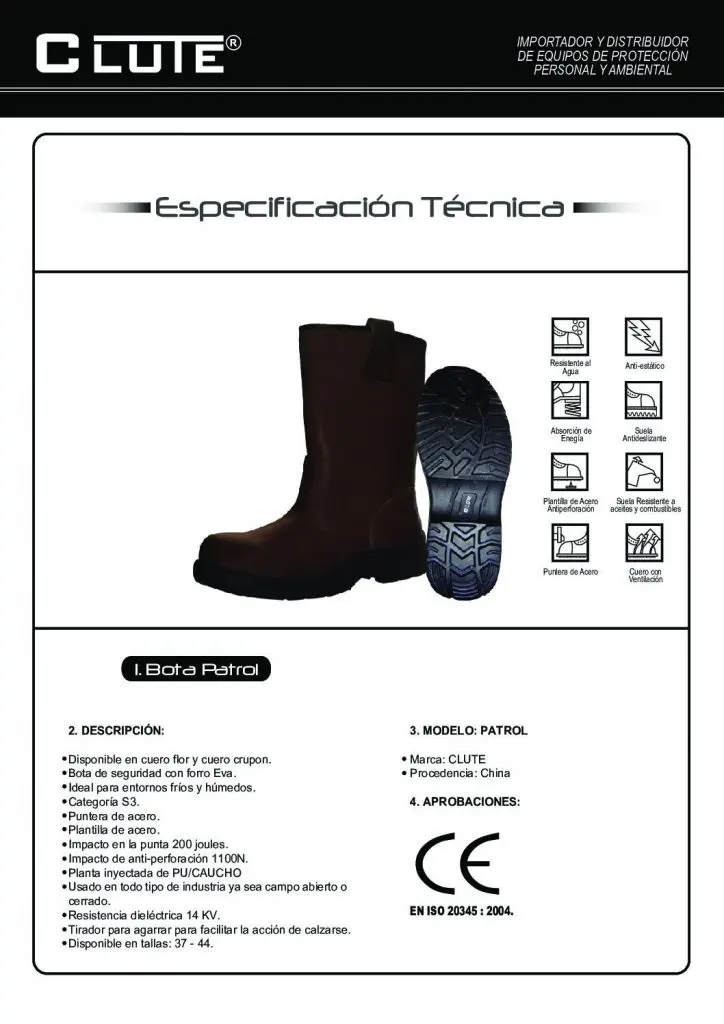 CLUTE®
IMPORTADOR Y DISTRIBUIDOR
DE EQUIPOS DE PROTECCIÓN
PERSONAL Y AMBIENTAL
Especificación Técnica
Resistente al
Agua
Anti-estático
Absorción de
Enegía
Suela
Antideslizante
Plantilla de Acero
Antiperforación
Suela Resistente a
aceites y combustibles
Puntera de Acero
Cuero con
Ventilación
1. Bota Patrol
2. DESCRIPCIÓN:
•Disponible en cuero flor y cuero crupon.
•Bota de seguridad con forro Eva.
•Ideal para entornos fríos y húmedos.
•Categoría S3.
•Puntera de acero.
•Plantilla de acero.
•Impacto en la punta 200 joules.
•Impacto de anti-perforación 1100N.
•Planta inyectada de PU/CAUCHO
•Usado en todo tipo de industria ya sea campo abierto o
cerrado.
•Resistencia dieléctrica 14 KV.
•Tirador para agarrar para facilitar la acción de calzarse.
•Disponible en tallas: 37 - 44.
3. MODELO: PATROL
• Marca: CLUTE
• Procedencia: China
4. APROBACIONES:
CE
EN ISO 20345 : 2004.